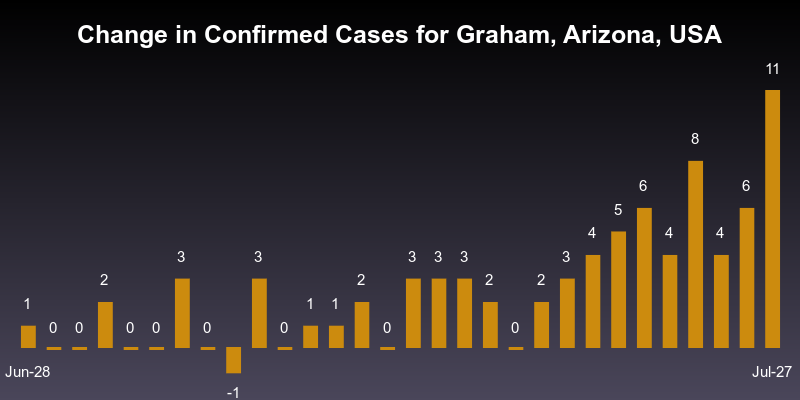 Change in Confirmed Cases for Graham, Arizona, USA
1 0 0 2 0 0 3 0 -1 3 0 1 1 2 0 3 3 3 2 0 2 3 4 5 6 4 8 4 6 11
Jun-28 Jul-27